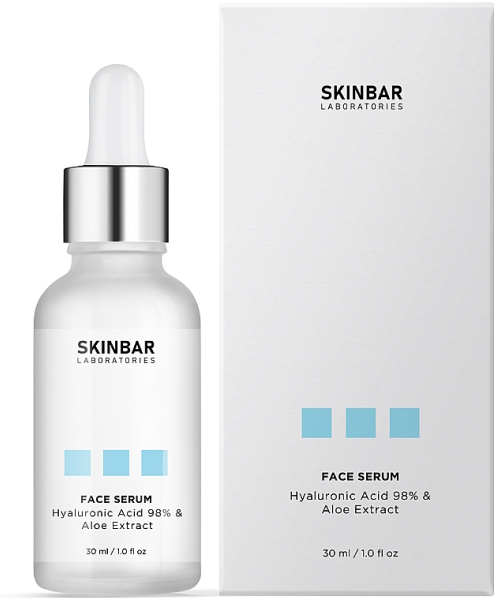 SKINBAR
LABORATORIES
FACE SERUM
Hyaluronic Acid 98% &
Aloe Extract
30 ml / 1.0 fl oz
SKINBAR
LABORATORIES
FACE SERUM
Hyaluronic Acid 98% &
Aloe Extract
30 ml / 1.0 fl oz